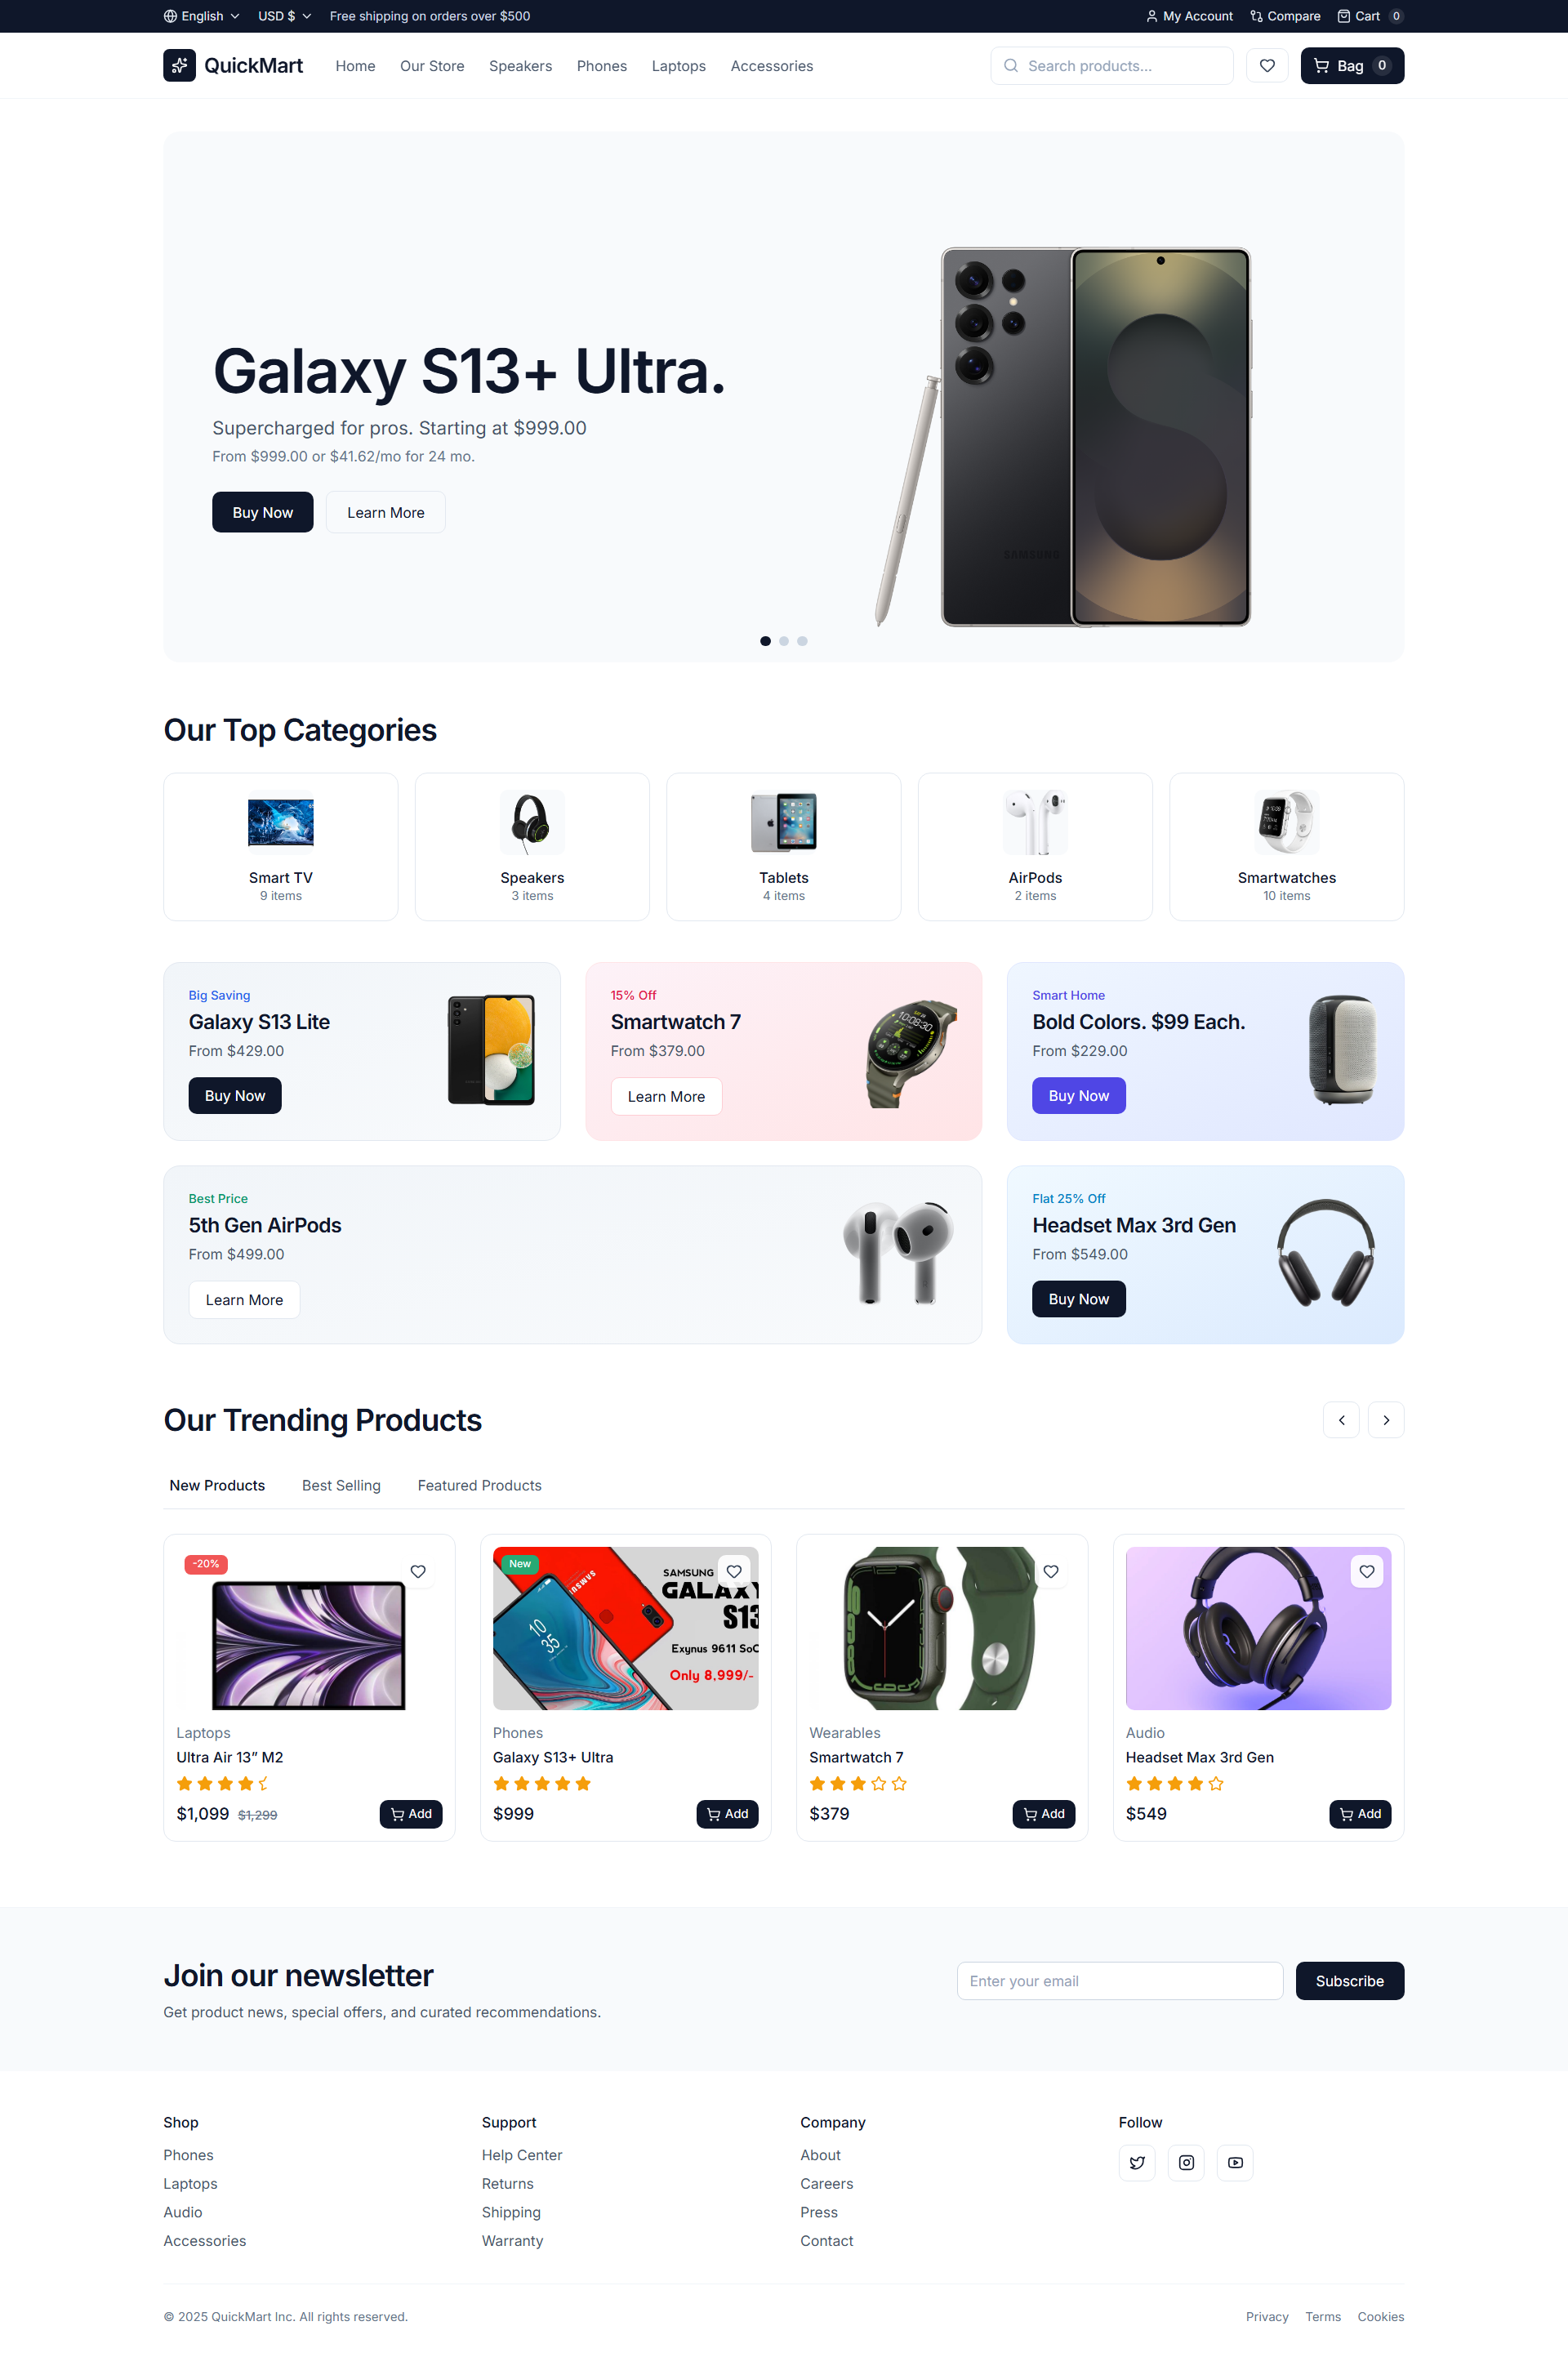 English
USD $
Free shipping on orders over $500
My Account
Compare
Cart 0
QuickMart
Home
Our Store
Speakers
Phones
Laptops
Accessories
Search products...
Bag 0
Galaxy S13+ Ultra.
Supercharged for pros. Starting at $999.00
From $999.00 or $41.62/mo for 24 mo.
Buy Now
Learn More
SAMSUNG
Our Top Categories
Smart TV
9 items
Speakers
3 items
Tablets
4 items
AirPods
2 items
Smartwatches
10 items
Big Saving
Galaxy S13 Lite
From $429.00
Buy Now
15% Off
Smartwatch 7
From $379.00
Learn More
10:08:30
Smart Home
Bold Colors. $99 Each.
From $229.00
Buy Now
Best Price
5th Gen AirPods
From $499.00
Learn More
Flat 25% Off
Headset Max 3rd Gen
From $549.00
Buy Now
Our Trending Products
New Products
Best Selling
Featured Products
-20%
Laptops
Ultra Air 13” M2
$1,099 $1,299
Add
New
SAMSUNG
GALAXY
S13
Exynus 9611 SoC
Only 8,999/-
10
35
Phones
Galaxy S13+ Ultra
$999
Add
Wearables
Smartwatch 7
$379
Add
Audio
Headset Max 3rd Gen
$549
Add
Join our newsletter
Get product news, special offers, and curated recommendations.
Enter your email
Subscribe
Shop
Phones
Laptops
Audio
Accessories
Support
Help Center
Returns
Shipping
Warranty
Company
About
Careers
Press
Contact
Follow
© 2025 QuickMart Inc. All rights reserved.
Privacy
Terms
Cookies